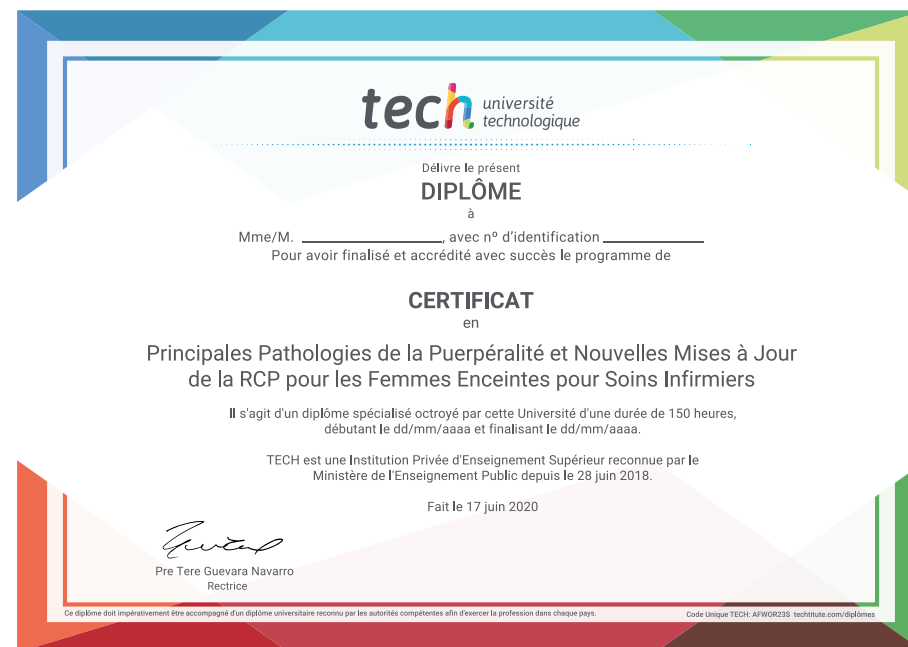 tech université
technologique
Délivre le présent
DIPLÔME
à
Mme/M. ____________________, avec nº d'identification ______________
Pour avoir finalisé et accrédité avec succès le programme de
CERTIFICAT
en
Principales Pathologies de la Puerpéralité et Nouvelles Mises à Jour
de la RCP pour les Femmes Enceintes pour Soins Infirmiers
Il s'agit d'un diplôme spécialisé octroyé par cette Université d'une durée de 150 heures,
débutant le dd/mm/aaaa et finalisant le dd/mm/aaaa.
TECH est une Institution Privée d'Enseignement Supérieur reconnue par le
Ministère de l'Enseignement Public depuis le 28 juin 2018.
Fait le 17 juin 2020
Pre Tere Guevara Navarro
Rectrice
Ce diplôme doit impérativement être accompagné d'un diplôme universitaire reconnu par les autorités compétentes afin d'exercer la profession dans chaque pays.
Code Unique TECH: AFWOR23S techtitute.com/diplômes